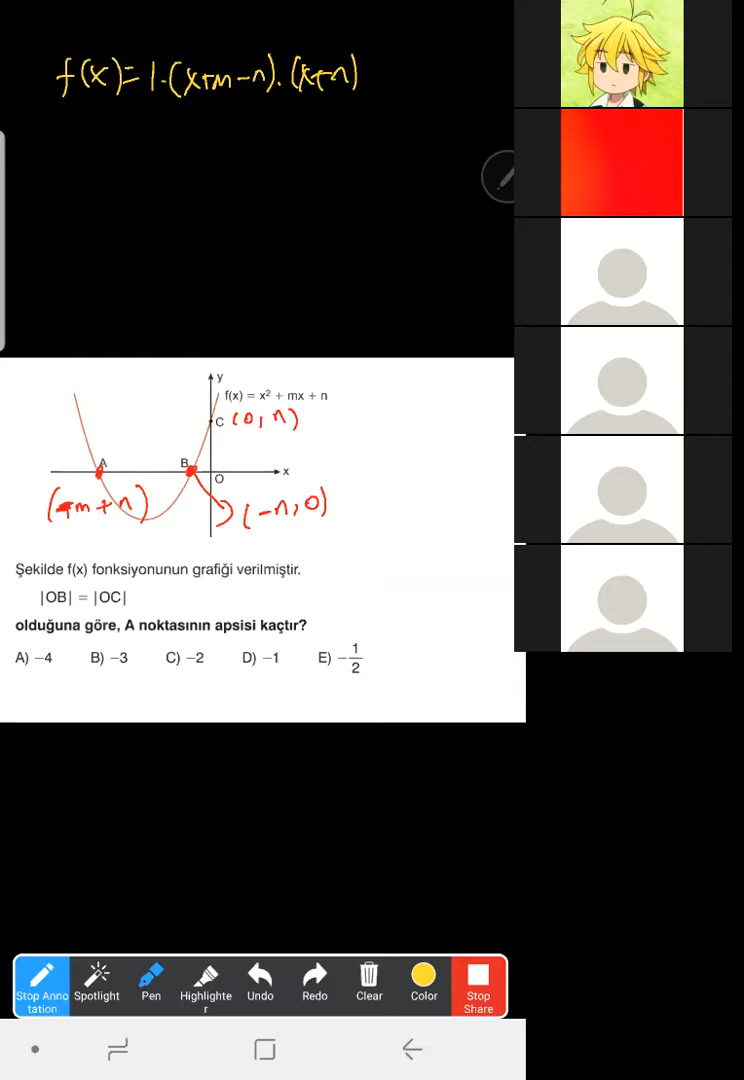 f(x)=1.(x+m-n).(x+n)
y
f(x) = x² + mx + n
C (0, n)
A
B
O
x
(-m+n)
(-n, 0)
Şekilde f(x) fonksiyonunun grafiği verilmiştir.
|OB| = |OC|
olduğuna göre, A noktasının apsisi kaçtır?
A) −4 B) −3 C) −2 D) −1 E) −1/2
Stop Annotation Spotlight Pen Highlighter Undo Redo Clear Color Stop Share